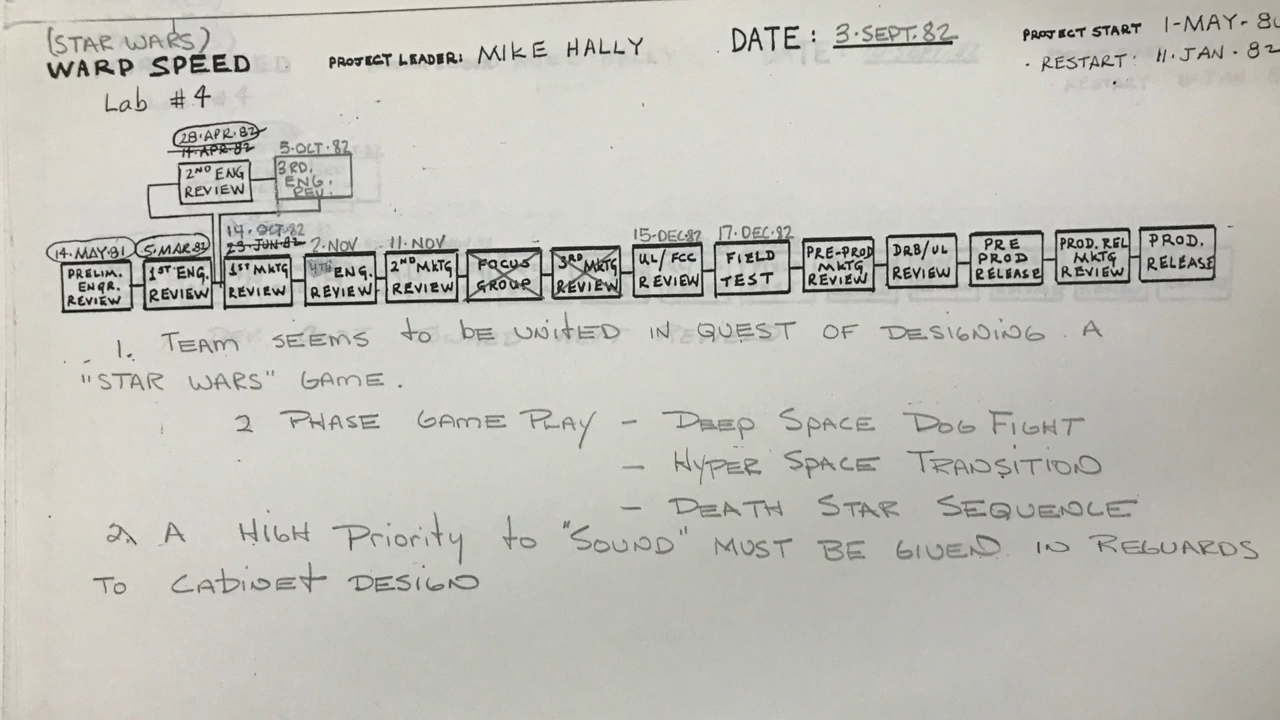 (STAR WARS)
WARP SPEED
Lab #4
PROJECT LEADER: MIKE HALLY
DATE: 3·SEPT.82
PROJECT START 1-MAY-8
· RESTART: 11·JAN·82
28·APR·82
14·APR·82
2ND ENG
REVIEW
5·OCT·82
3RD.
ENG.
REV.
14·MAY·81
PRELIM.
ENGR.
REVIEW
5·MAR·82
1ST ENG.
REVIEW
14·OCT·82
23·JUN·82
1ST MKTG
REVIEW
2·NOV
4TH ENG.
REVIEW
11·NOV
2ND MKTG
REVIEW
FOCUS
GROUP
3RD MKTG
REVIEW
15·DEC82
UL/FCC
REVIEW
17·DEC.82
FIELD
TEST
PRE-PROD
MKTG
REVIEW
DRB/UL
REVIEW
PRE
PROD
RELEASE
PROD. REL
MKTG
REVIEW
PROD.
RELEASE
1. TEAM SEEMS to bE UNITED IN QUEST OF DESIGNING A
"STAR WARS" GAME.
2 PHASE GAME PLAY – DEEP SPACE DOG FIGHT
– HYPER SPACE TRANSITION
– DEATH STAR SEQUENCE
2. A HIGH Priority to "SOUND" MUST BE GIVEN IN REGUARDS
TO CABINET DESIGN